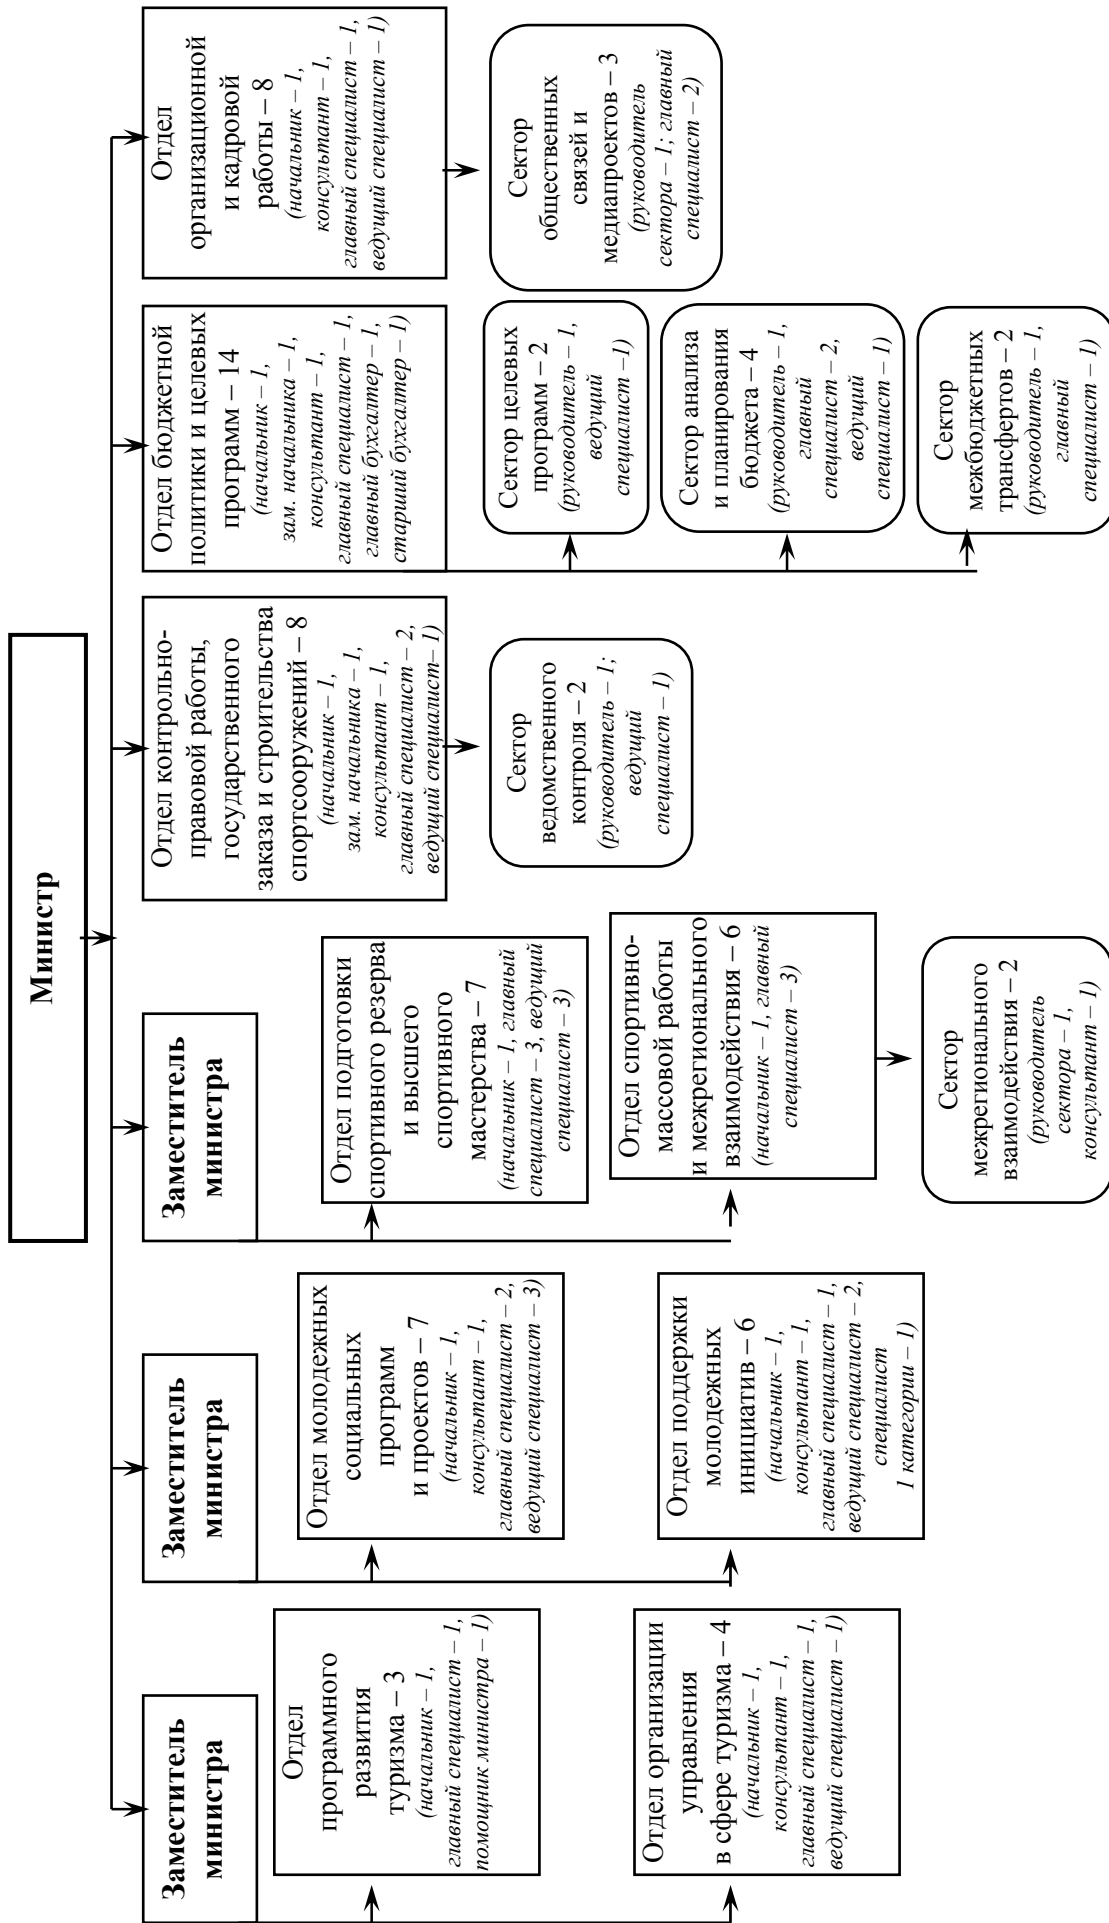 Министр
Заместитель
министра
Отдел
программного
развития
туризма – 3
(начальник – 1,
главный специалист – 1,
помощник министра – 1)
Отдел организации
управления
в сфере туризма – 4
(начальник – 1,
консультант – 1,
главный специалист – 1,
ведущий специалист – 1)
Заместитель
министра
Отдел молодежных
социальных
программ
и проектов – 7
(начальник – 1,
консультант – 1,
главный специалист – 2,
ведущий специалист – 3)
Отдел поддержки
молодежных
инициатив – 6
(начальник – 1,
консультант – 1,
главный специалист – 1,
ведущий специалист – 2,
специалист
1 категории – 1)
Заместитель
министра
Отдел подготовки
спортивного резерва
и высшего
спортивного
мастерства – 7
(начальник – 1, главный
специалист – 3, ведущий
специалист – 3)
Отдел спортивно-
массовой работы
и межрегионального
взаимодействия – 6
(начальник – 1, главный
специалист – 3)
Сектор
межрегионального
взаимодействия – 2
(руководитель
сектора – 1,
консультант – 1)
Отдел контрольно-
правовой работы,
государственного
заказа и строительства
спортсооружений – 8
(начальник – 1,
зам. начальника – 1,
консультант – 1,
главный специалист – 2,
ведущий специалист– 1)
Сектор
ведомственного
контроля – 2
(руководитель – 1;
ведущий
специалист – 1)
Отдел бюджетной
политики и целевых
программ – 14
(начальник – 1,
зам. начальника – 1,
консультант – 1,
главный специалист – 1,
главный бухгалтер – 1,
старший бухгалтер – 1)
Сектор целевых
программ – 2
(руководитель – 1,
ведущий
специалист –1)
Сектор анализа
и планирования
бюджета – 4
(руководитель – 1,
главный
специалист – 2,
ведущий
специалист – 1)
Сектор
межбюджетных
трансфертов – 2
(руководитель – 1,
главный
специалист – 1)
Отдел
организационной
и кадровой
работы – 8
(начальник – 1,
консультант – 1,
главный специалист – 1,
ведущий специалист – 1)
Сектор
общественных
связей и
медиапроектов – 3
(руководитель
сектора – 1; главный
специалист – 2)